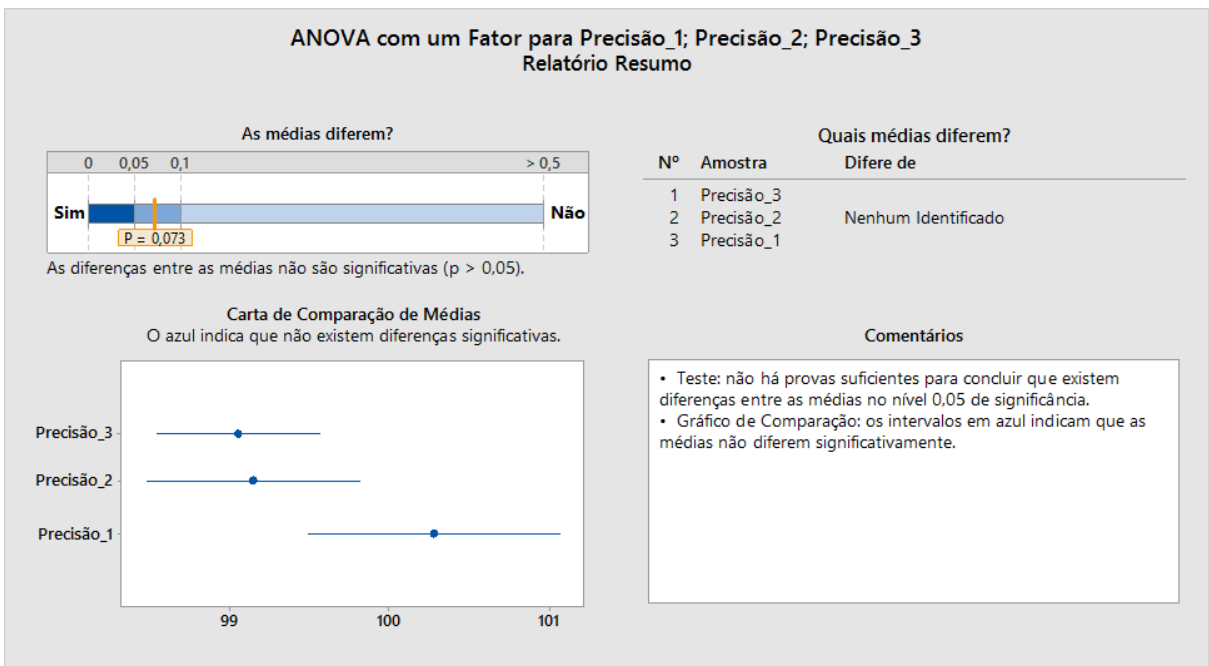 ANOVA com um Fator para Precisão_1; Precisão_2; Precisão_3
Relatório Resumo
As médias diferem?
0 0,05 0,1 > 0,5
Sim Não
P = 0,073
As diferenças entre as médias não são significativas (p > 0,05).
Quais médias diferem?
Nº Amostra Difere de
1 Precisão_3
2 Precisão_2 Nenhum Identificado
3 Precisão_1
Carta de Comparação de Médias
O azul indica que não existem diferenças significativas.
Precisão_3
Precisão_2
Precisão_1
99 100 101
Comentários
• Teste: não há provas suficientes para concluir que existem
diferenças entre as médias no nível 0,05 de significância.
• Gráfico de Comparação: os intervalos em azul indicam que as
médias não diferem significativamente.